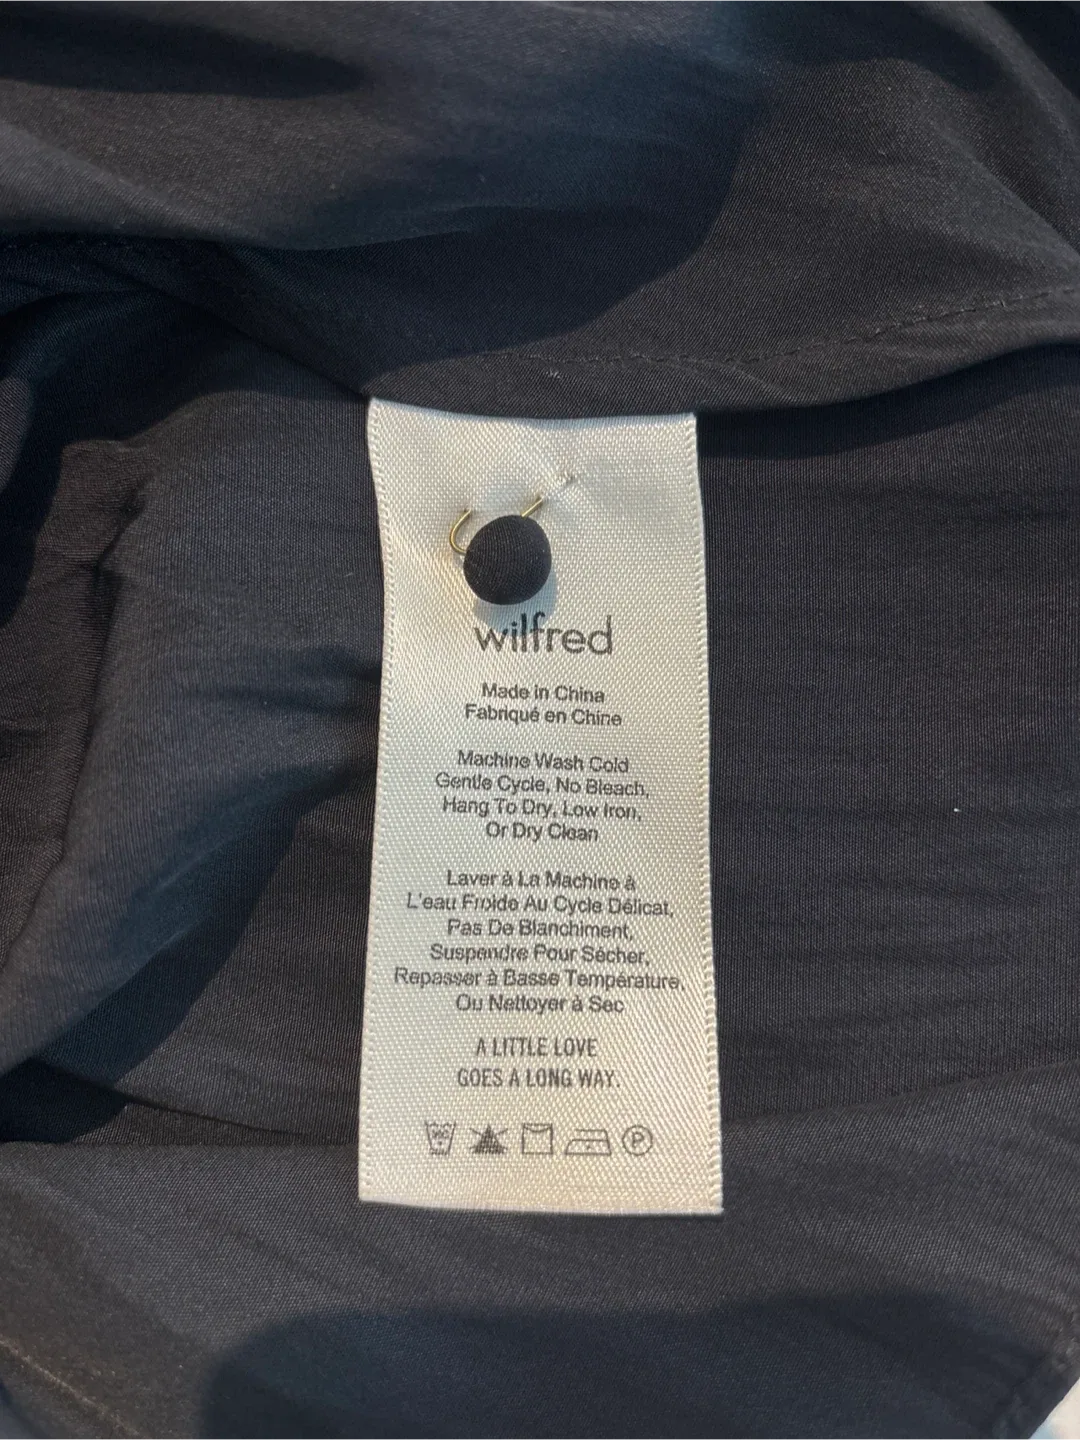 wilfred
Made in China
Fabriqué en Chine
Machine Wash Cold
Gentle Cycle, No Bleach,
Hang To Dry, Low Iron,
Or Dry Clean
Laver à La Machine à
L'eau Froide Au Cycle Délicat,
Pas De Blanchiment,
Suspendre Pour Sécher,
Repasser à Basse Température,
Ou Nettoyer à Sec
A LITTLE LOVE
GOES A LONG WAY.
P